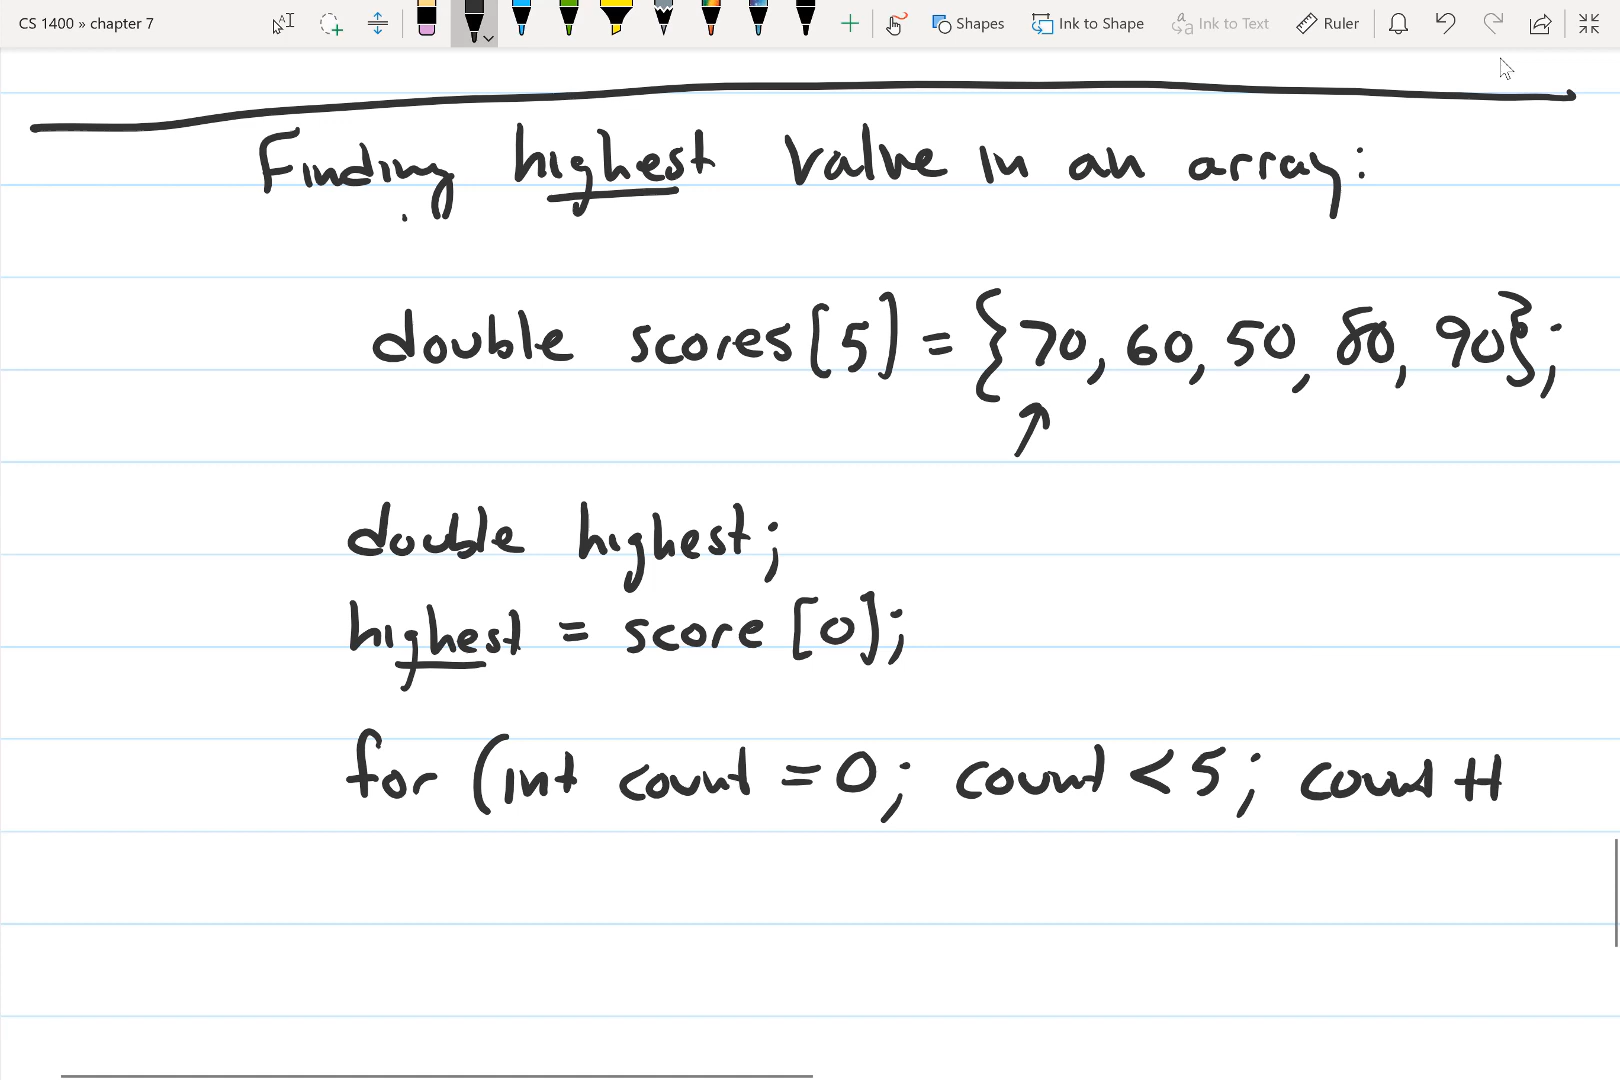 CS 1400 » chapter 7
Shapes
Ink to Shape
Ink to Text
Ruler
Finding highest value in an array:
double scores[5] = {70, 60, 50, 80, 90};
double highest;
highest = score[0];
for (int count = 0; count < 5; count ++